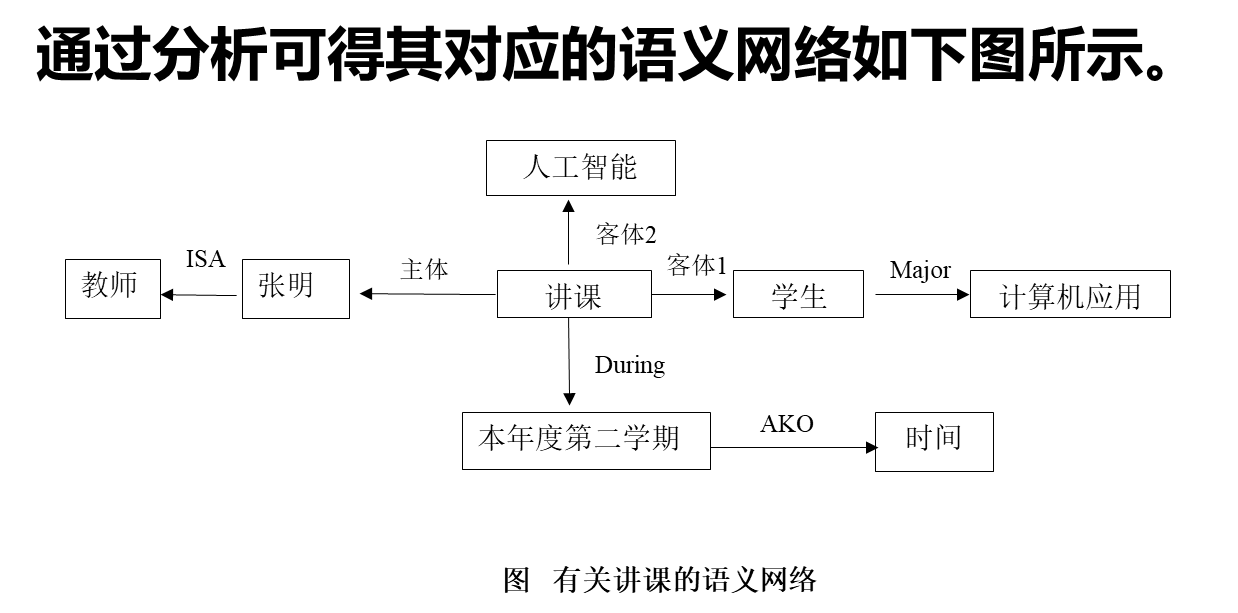 通过分析可得其对应的语义网络如下图所示。
人工智能
客体2
教师
ISA
张明
主体
讲课
客体1
学生
Major
计算机应用
During
本年度第二学期
AKO
时间
图 有关讲课的语义网络